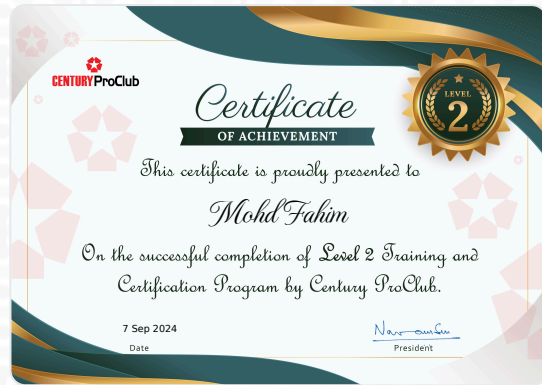 CENTURY ProClub
LEVEL
2
Certificate
OF ACHIEVEMENT
This certificate is proudly presented to
Mohd Fahim
On the successful completion of Level 2 Training and
Certification Program by Century ProClub.
7 Sep 2024
Date
President